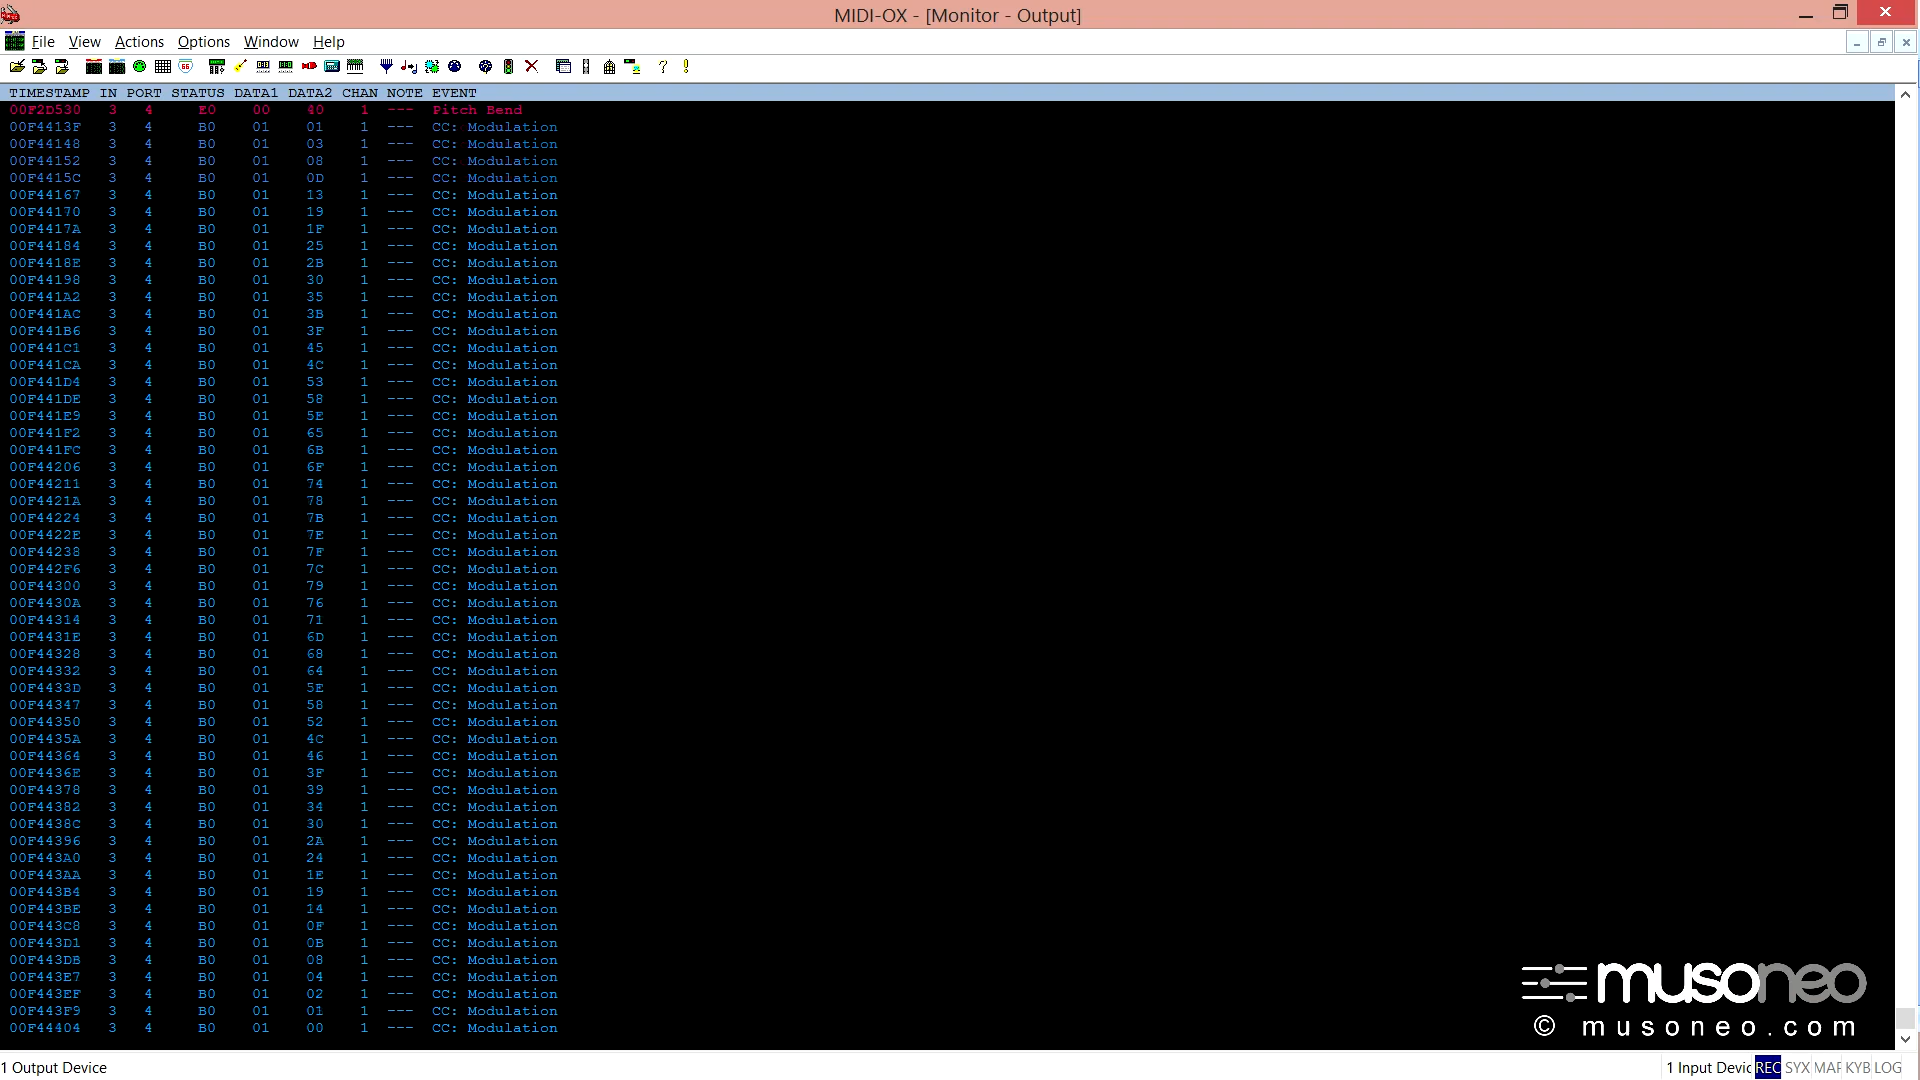 MIDI-OX - [Monitor - Output]
File View Actions Options Window Help
TIMESTAMP IN PORT STATUS DATA1 DATA2 CHAN NOTE EVENT
00F2D530 3 4 E0 00 40 1 --- Pitch Bend
00F4413F 3 4 B0 01 01 1 --- CC: Modulation
00F44148 3 4 B0 01 03 1 --- CC: Modulation
00F44152 3 4 B0 01 08 1 --- CC: Modulation
00F4415C 3 4 B0 01 0D 1 --- CC: Modulation
00F44167 3 4 B0 01 13 1 --- CC: Modulation
00F44170 3 4 B0 01 19 1 --- CC: Modulation
00F4417A 3 4 B0 01 1F 1 --- CC: Modulation
00F44184 3 4 B0 01 25 1 --- CC: Modulation
00F4418E 3 4 B0 01 2B 1 --- CC: Modulation
00F44198 3 4 B0 01 30 1 --- CC: Modulation
00F441A2 3 4 B0 01 35 1 --- CC: Modulation
00F441AC 3 4 B0 01 3B 1 --- CC: Modulation
00F441B6 3 4 B0 01 3F 1 --- CC: Modulation
00F441C1 3 4 B0 01 45 1 --- CC: Modulation
00F441CA 3 4 B0 01 4C 1 --- CC: Modulation
00F441D4 3 4 B0 01 53 1 --- CC: Modulation
00F441DE 3 4 B0 01 58 1 --- CC: Modulation
00F441E9 3 4 B0 01 5E 1 --- CC: Modulation
00F441F2 3 4 B0 01 65 1 --- CC: Modulation
00F441FC 3 4 B0 01 6B 1 --- CC: Modulation
00F44206 3 4 B0 01 6F 1 --- CC: Modulation
00F44211 3 4 B0 01 74 1 --- CC: Modulation
00F4421A 3 4 B0 01 78 1 --- CC: Modulation
00F44224 3 4 B0 01 7B 1 --- CC: Modulation
00F4422E 3 4 B0 01 7E 1 --- CC: Modulation
00F44238 3 4 B0 01 7F 1 --- CC: Modulation
00F442F6 3 4 B0 01 7C 1 --- CC: Modulation
00F44300 3 4 B0 01 79 1 --- CC: Modulation
00F4430A 3 4 B0 01 76 1 --- CC: Modulation
00F44314 3 4 B0 01 71 1 --- CC: Modulation
00F4431E 3 4 B0 01 6D 1 --- CC: Modulation
00F44328 3 4 B0 01 68 1 --- CC: Modulation
00F44332 3 4 B0 01 64 1 --- CC: Modulation
00F4433D 3 4 B0 01 5E 1 --- CC: Modulation
00F44347 3 4 B0 01 58 1 --- CC: Modulation
00F44350 3 4 B0 01 52 1 --- CC: Modulation
00F4435A 3 4 B0 01 4C 1 --- CC: Modulation
00F44364 3 4 B0 01 46 1 --- CC: Modulation
00F4436E 3 4 B0 01 3F 1 --- CC: Modulation
00F44378 3 4 B0 01 39 1 --- CC: Modulation
00F44382 3 4 B0 01 34 1 --- CC: Modulation
00F4438C 3 4 B0 01 30 1 --- CC: Modulation
00F44396 3 4 B0 01 2A 1 --- CC: Modulation
00F443A0 3 4 B0 01 24 1 --- CC: Modulation
00F443AA 3 4 B0 01 1E 1 --- CC: Modulation
00F443B4 3 4 B0 01 19 1 --- CC: Modulation
00F443BE 3 4 B0 01 14 1 --- CC: Modulation
00F443C8 3 4 B0 01 0F 1 --- CC: Modulation
00F443D1 3 4 B0 01 0B 1 --- CC: Modulation
00F443DB 3 4 B0 01 08 1 --- CC: Modulation
00F443E7 3 4 B0 01 04 1 --- CC: Modulation
00F443EF 3 4 B0 01 02 1 --- CC: Modulation
00F443F9 3 4 B0 01 01 1 --- CC: Modulation
00F44404 3 4 B0 01 00 1 --- CC: Modulation
musoneo
© musoneo.com
1 Output Device 1 Input Devic REC SYX MAP KYB LOG